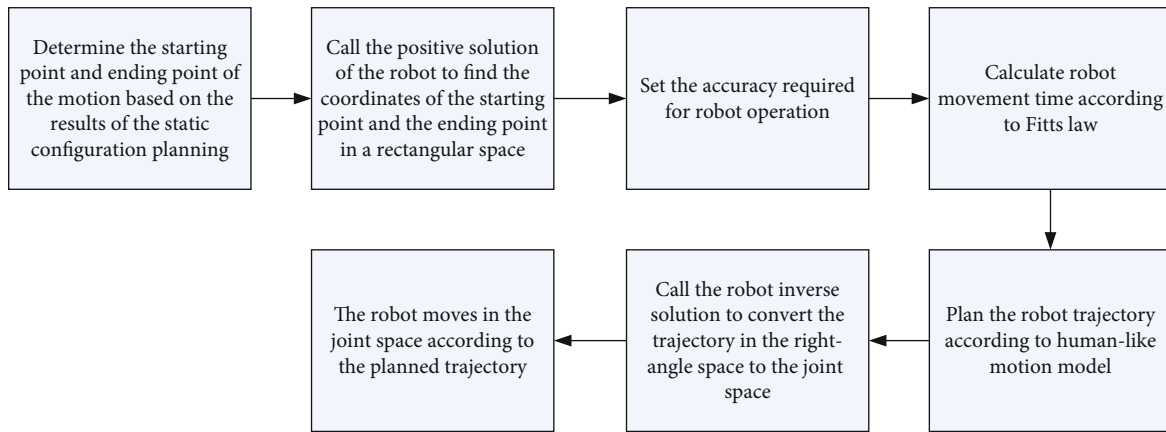 Determine the starting
point and ending point of
the motion based on the
results of the static
configuration planning
Call the positive solution
of the robot to find the
coordinates of the starting
point and the ending point
in a rectangular space
Set the accuracy required
for robot operation
Calculate robot
movement time according
to Fitts law
Plan the robot trajectory
according to human-like
motion model
Call the robot inverse
solution to convert the
trajectory in the right-
angle space to the joint
space
The robot moves in the
joint space according to
the planned trajectory